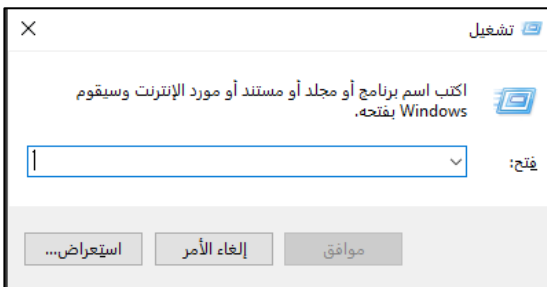 تشغيل
اكتب اسم برنامج أو مجلد أو مستند أو مورد الإنترنت وسيقوم
Windows بفتحه.
فتح:
موافق
إلغاء الأمر
استعراض...